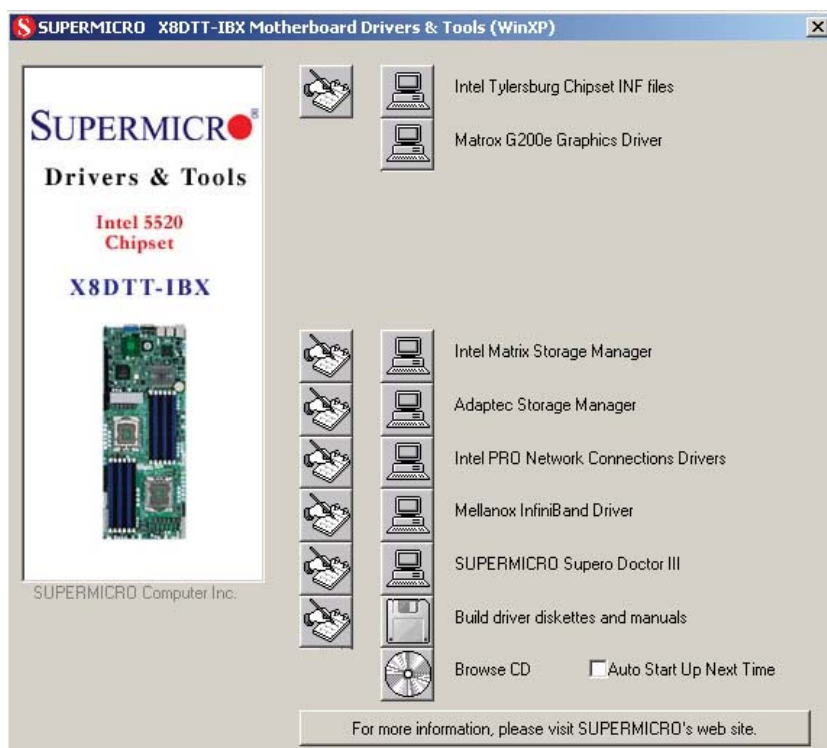 SUPERMICRO X8DTT-IBX Motherboard Drivers & Tools (WinXP)
SUPERMICRO®
Drivers & Tools
Intel 5520
Chipset
X8DTT-IBX
SUPERMICRO Computer Inc.
Intel Tylersburg Chipset INF files
Matrox G200e Graphics Driver
Intel Matrix Storage Manager
Adaptec Storage Manager
Intel PRO Network Connections Drivers
Mellanox InfiniBand Driver
SUPERMICRO Supero Doctor III
Build driver diskettes and manuals
Browse CD Auto Start Up Next Time
For more information, please visit SUPERMICRO's web site.